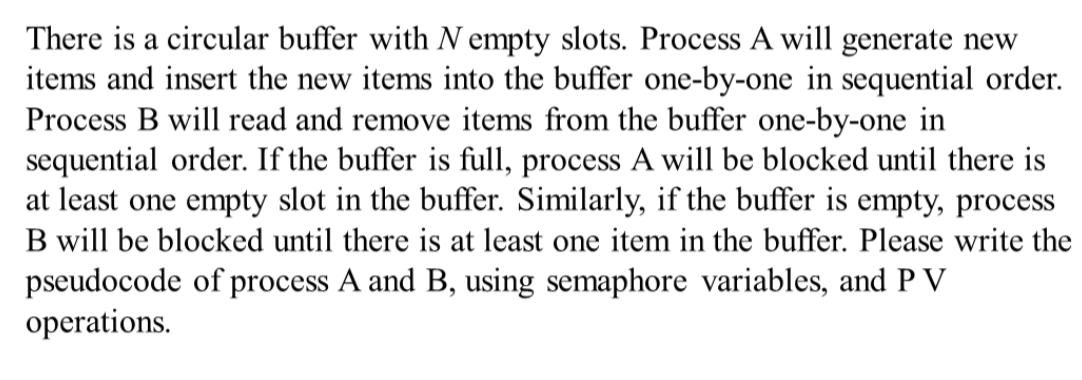 There is a circular buffer with N empty slots. Process A will generate new
items and insert the new items into the buffer one-by-one in sequential order.
Process B will read and remove items from the buffer one-by-one in
sequential order. If the buffer is full, process A will be blocked until there is
at least one empty slot in the buffer. Similarly, if the buffer is empty, process
B will be blocked until there is at least one item in the buffer. Please write the
pseudocode of process A and B, using semaphore variables, and P V
operations.